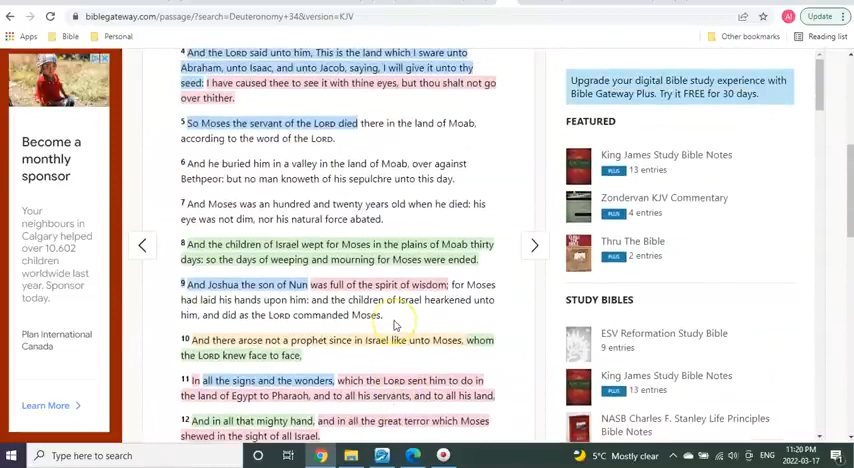 biblegateway.com/passage/?search=Deuteronomy+34&version=KJV
AI
Update
Apps
Bible
Personal
Other bookmarks
Reading list
Become a
monthly
sponsor
Your
neighbours in
Calgary helped
over 10,602
children
worldwide last
year. Sponsor
today.
Plan International
Canada
Learn More
4 And the LORD said unto him, This is the land which I sware unto
Abraham, unto Isaac, and unto Jacob, saying, I will give it unto thy
seed: I have caused thee to see it with thine eyes, but thou shalt not go
over thither.
5 So Moses the servant of the LORD died there in the land of Moab,
according to the word of the LORD.
6 And he buried him in a valley in the land of Moab, over against
Bethpeor: but no man knoweth of his sepulchre unto this day.
7 And Moses was an hundred and twenty years old when he died: his
eye was not dim, nor his natural force abated.
8 And the children of Israel wept for Moses in the plains of Moab thirty
days: so the days of weeping and mourning for Moses were ended.
9 And Joshua the son of Nun was full of the spirit of wisdom; for Moses
had laid his hands upon him: and the children of Israel hearkened unto
him, and did as the LORD commanded Moses.
10 And there arose not a prophet since in Israel like unto Moses, whom
the LORD knew face to face,
11 In all the signs and the wonders, which the LORD sent him to do in
the land of Egypt to Pharaoh, and to all his servants, and to all his land,
12 And in all that mighty hand, and in all the great terror which Moses
shewed in the sight of all Israel.
Upgrade your digital Bible study experience with
Bible Gateway Plus. Try it FREE for 30 days.
FEATURED
King James Study Bible Notes
PLUS 13 entries
Zondervan KJV Commentary
PLUS 4 entries
Thru The Bible
PLUS 2 entries
STUDY BIBLES
ESV Reformation Study Bible
9 entries
King James Study Bible Notes
PLUS 13 entries
NASB Charles F. Stanley Life Principles
Bible Notes
Type here to search
5°C Mostly clear
ENG
11:20 PM
2022-03-17